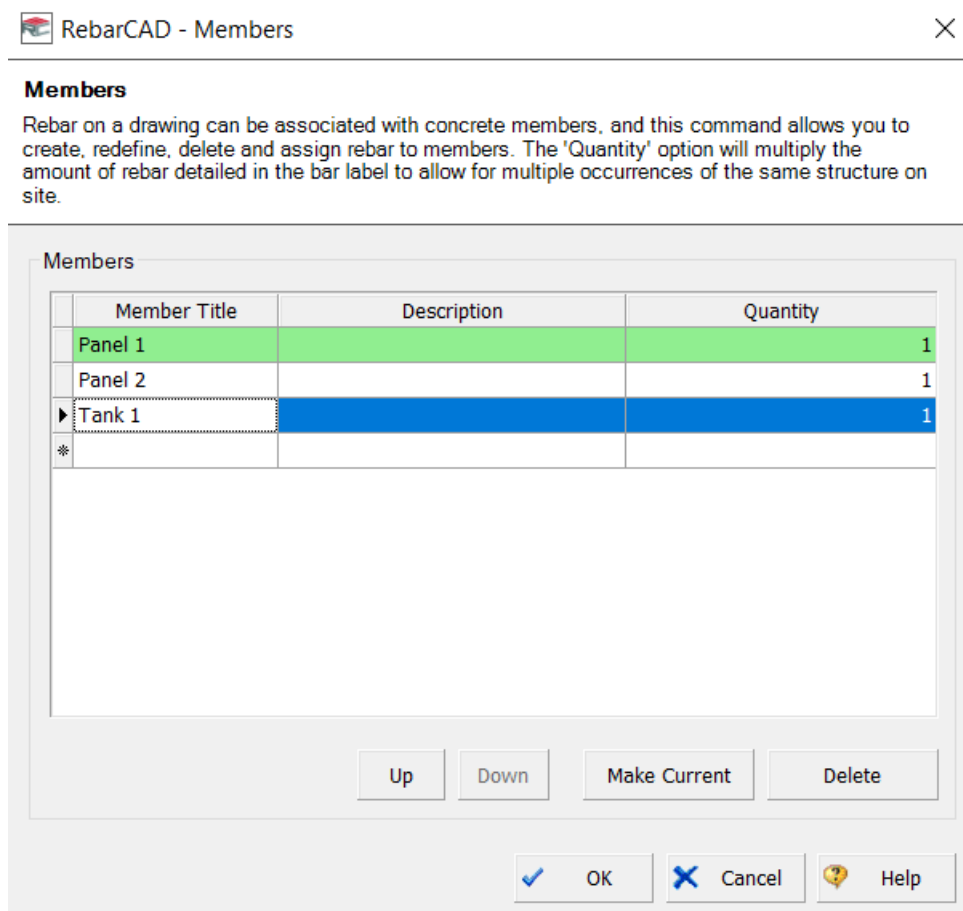 RebarCAD - Members
Members
Rebar on a drawing can be associated with concrete members, and this command allows you to
create, redefine, delete and assign rebar to members. The 'Quantity' option will multiply the
amount of rebar detailed in the bar label to allow for multiple occurrences of the same structure on
site.
Members
Member Title Description Quantity
Panel 1 1
Panel 2 1
Tank 1 1
Up Down Make Current Delete
OK Cancel Help